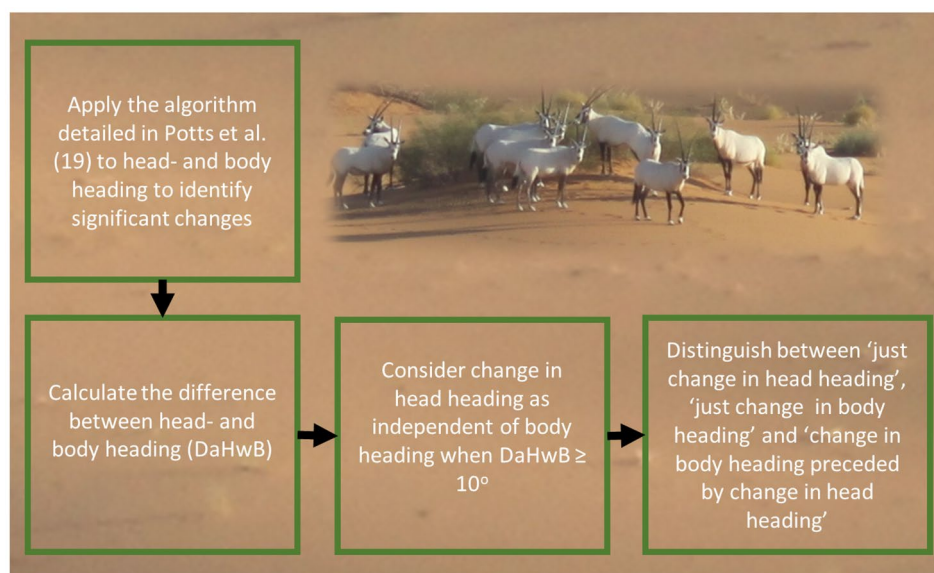 Apply the algorithm
detailed in Potts et al.
(19) to head- and body
heading to identify
significant changes
Calculate the difference
between head- and
body heading (DaHwB)
Consider change in
head heading as
independent of body
heading when DaHwB ≥
10º
Distinguish between ‘just
change in head heading’,
‘just change  in body
heading’ and ‘change in
body heading preceded
by change in head
heading’